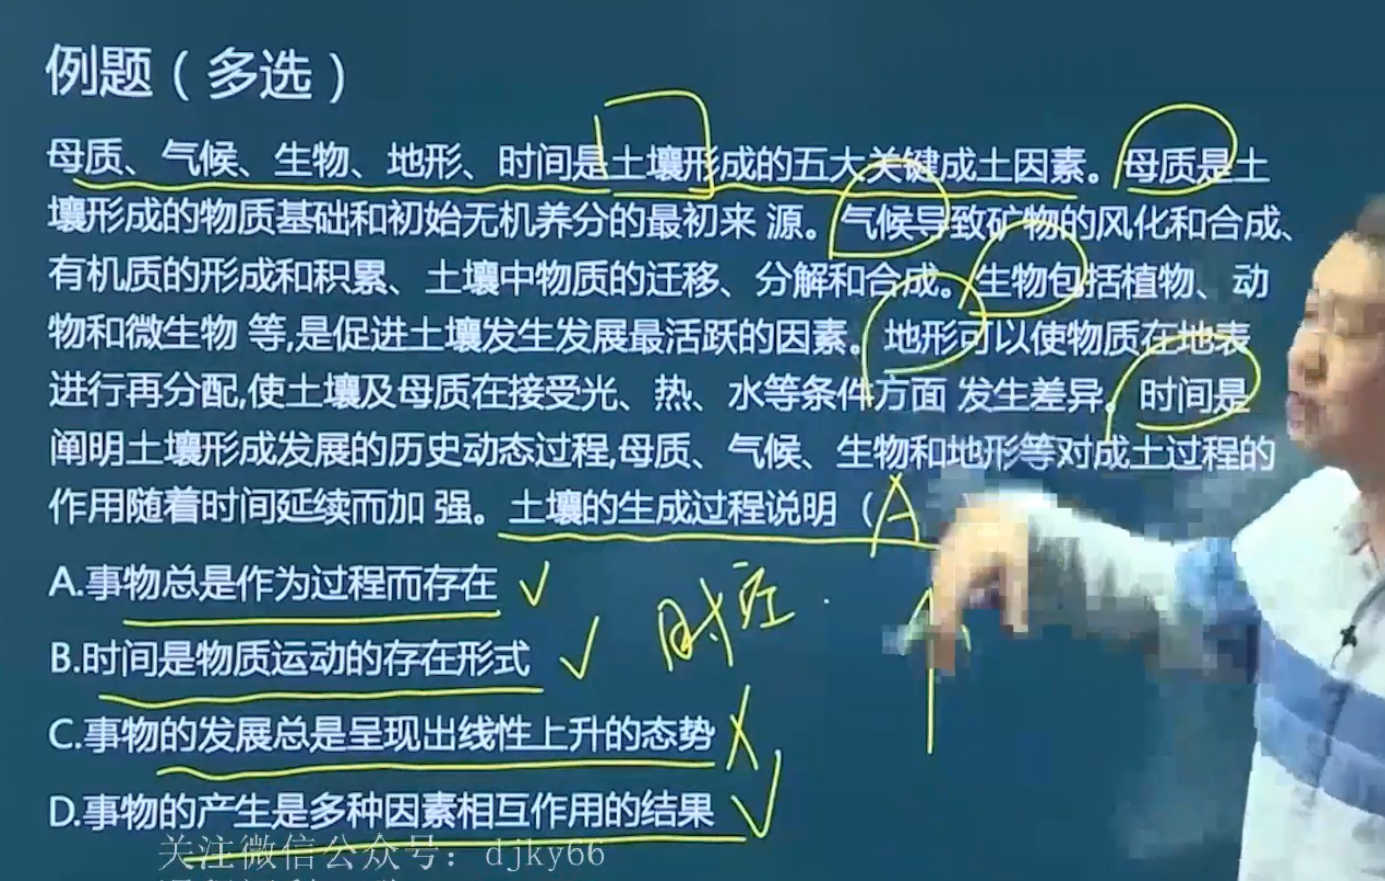 例题（多选）
母质、气候、生物、地形、时间是土壤形成的五大关键成土因素。母质是土
壤形成的物质基础和初始无机养分的最初来 源。气候导致矿物的风化和合成、
有机质的形成和积累、土壤中物质的迁移、分解和合成。生物包括植物、动
物和微生物 等,是促进土壤发生发展最活跃的因素。地形可以使物质在地表
进行再分配,使土壤及母质在接受光、热、水等条件方面 发生差异。时间是
阐明土壤形成发展的历史动态过程,母质、气候、生物和地形等对成土过程的
作用随着时间延续而加 强。土壤的生成过程说明（A
A.事物总是作为过程而存在
B.时间是物质运动的存在形式
时空
C.事物的发展总是呈现出线性上升的态势
D.事物的产生是多种因素相互作用的结果
关注微信公众号：djky66